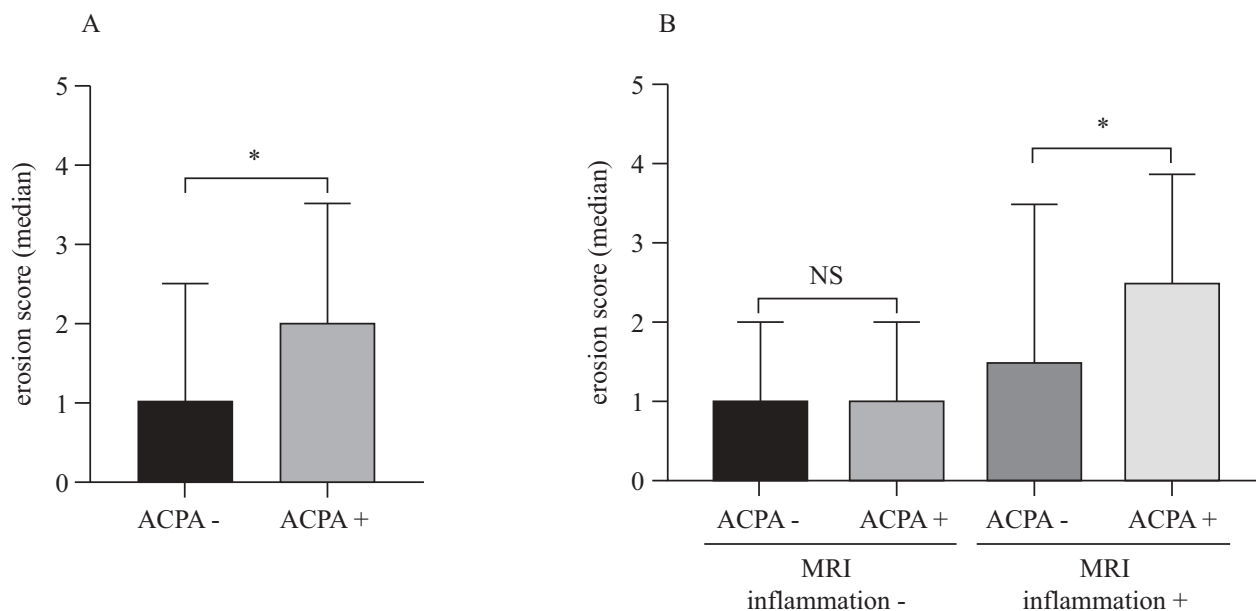 A
erosion score (median)
5
4
3
2
1
0
*
ACPA - ACPA +
B
erosion score (median)
5
4
3
2
1
0
NS
*
ACPA - ACPA + ACPA - ACPA +
MRI
inflammation -
MRI
inflammation +